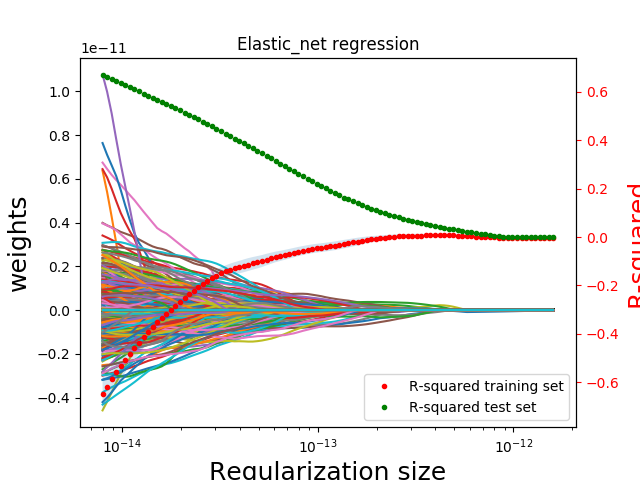 Elastic_net regression
1e−11
1.0
0.8
0.6
0.4
0.2
0.0
−0.2
−0.4
weights
0.6
0.4
0.2
0.0
−0.2
−0.4
−0.6
R-squared
R-squared training set
R-squared test set
10⁻¹⁴
10⁻¹³
10⁻¹²
Regularization size